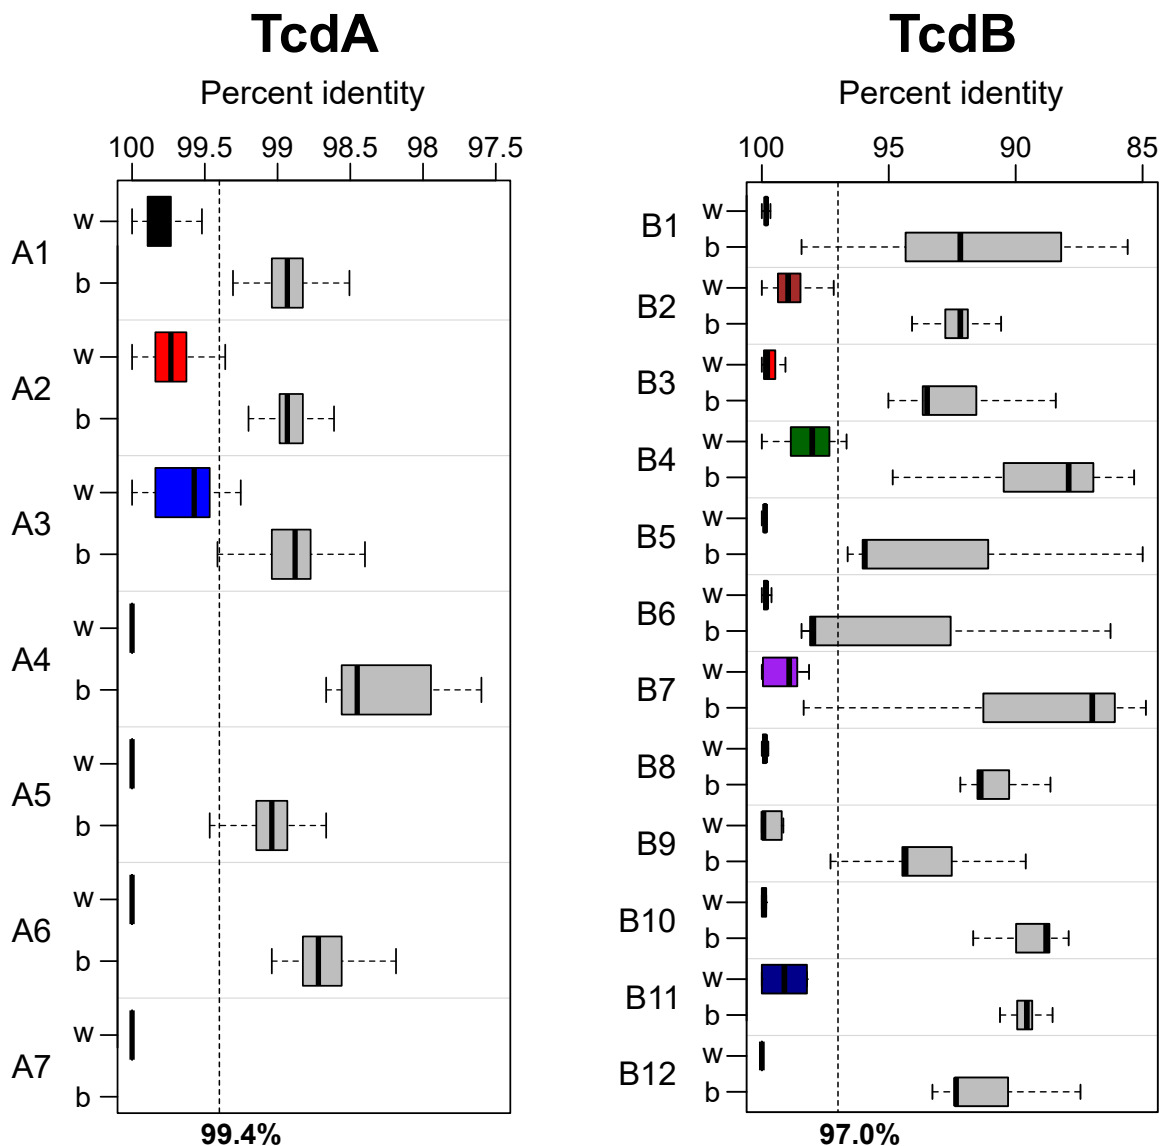 TcdA
Percent identity
100 99.5 99 98.5 98 97.5
A1 w
b
A2 w
b
A3 w
b
A4 w
b
A5 w
b
A6 w
b
A7 w
b
99.4%
TcdB
Percent identity
100 95 90 85
B1 w
b
B2 w
b
B3 w
b
B4 w
b
B5 w
b
B6 w
b
B7 w
b
B8 w
b
B9 w
b
B10 w
b
B11 w
b
B12 w
b
97.0%